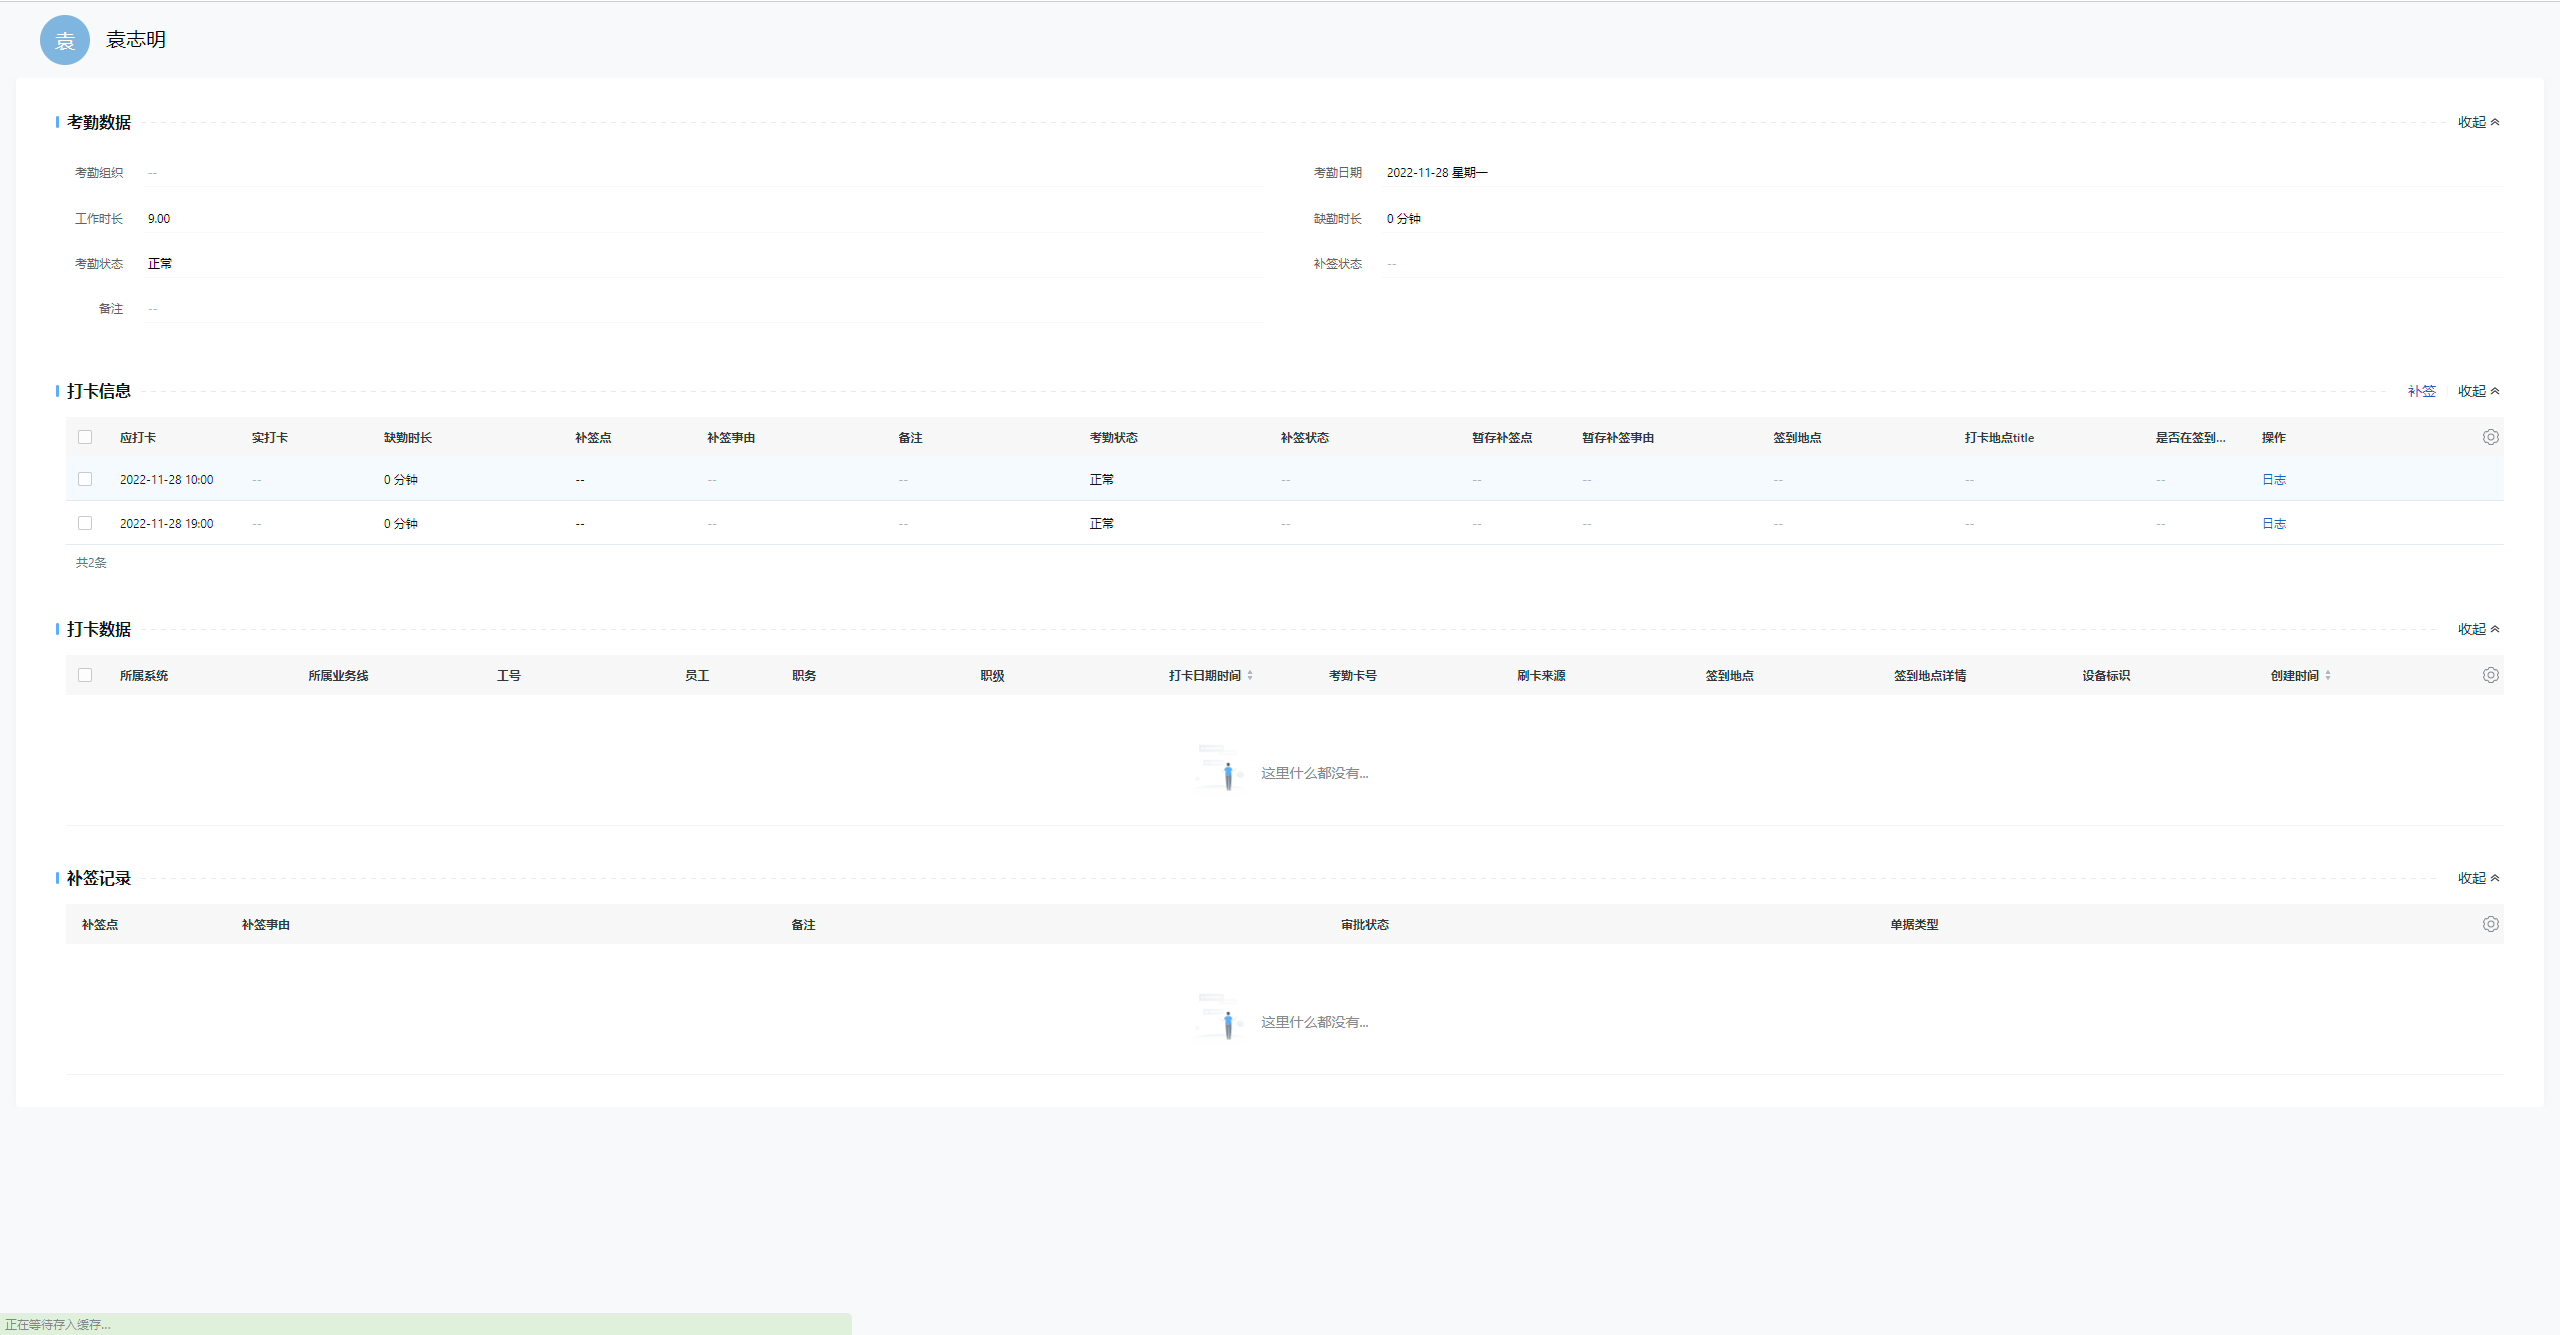 袁 袁志明
考勤数据 收起
考勤组织 -- 考勤日期 2022-11-28 星期一
工作时长 9.00 缺勤时长 0 分钟
考勤状态 正常 补签状态 --
备注 --
打卡信息 补签 收起
应打卡 实打卡 缺勤时长 补签点 补签事由 备注 考勤状态 补签状态 暂存补签点 暂存补签事由 签到地点 打卡地点title 是否在签到... 操作
2022-11-28 10:00 -- 0 分钟 -- -- -- 正常 -- -- -- -- -- -- 日志
2022-11-28 19:00 -- 0 分钟 -- -- -- 正常 -- -- -- -- -- -- 日志
共2条
打卡数据 收起
所属系统 所属业务线 工号 员工 职务 职级 打卡日期时间 考勤卡号 刷卡来源 签到地点 签到地点详情 设备标识 创建时间
这里什么都没有...
补签记录 收起
补签点 补签事由 备注 审批状态 单据类型
这里什么都没有...
正在等待存入缓存...